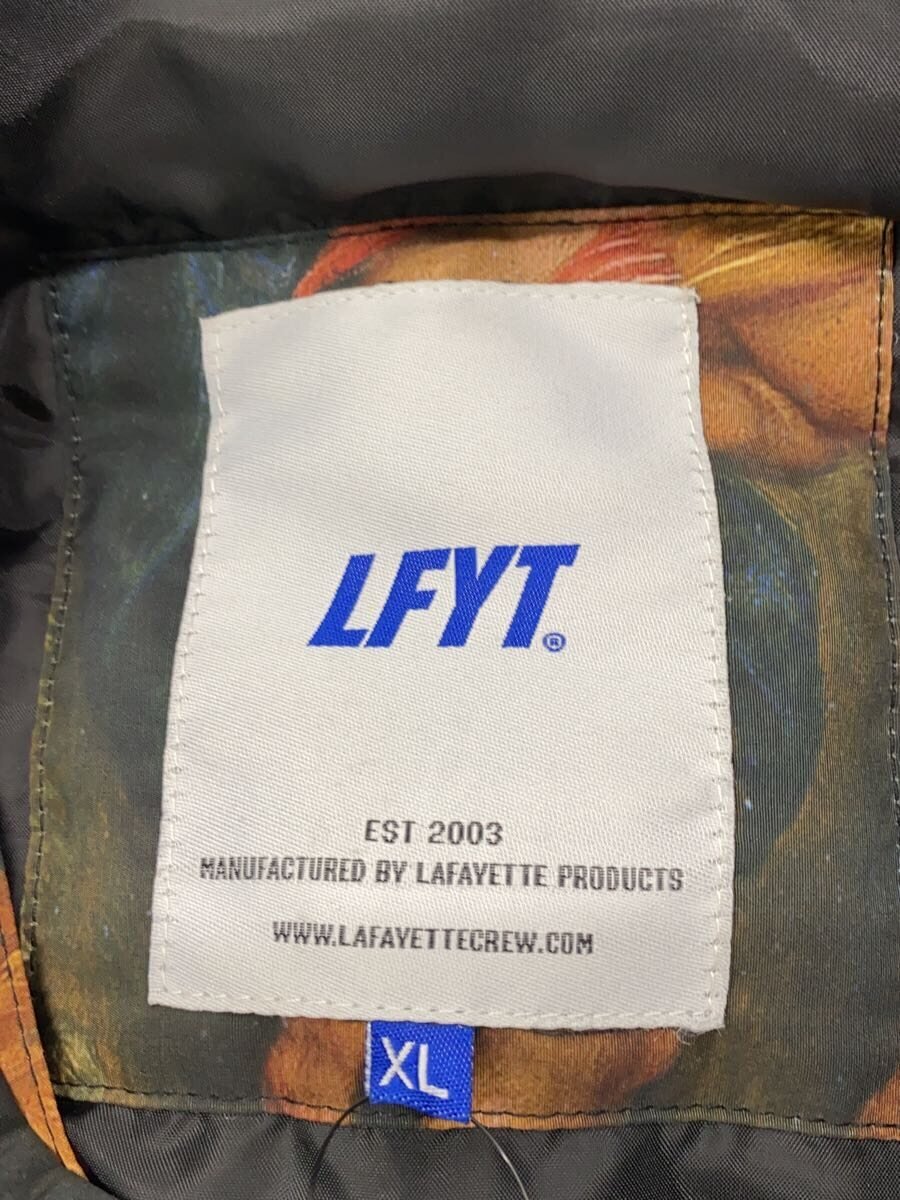 LFYT®
EST 2003
MANUFACTURED BY LAFAYETTE PRODUCTS
WWW.LAFAYETTECREW.COM
XL